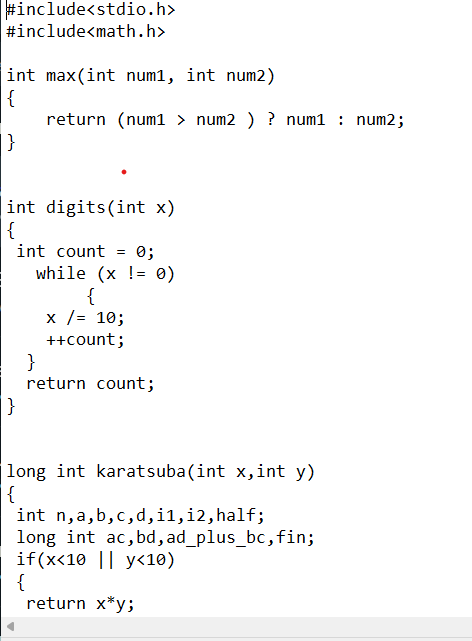 #include<stdio.h>
#include<math.h>
int max(int num1, int num2)
{
return (num1 > num2 ) ? num1 : num2;
}
int digits(int x)
{
int count = 0;
while (x != 0)
{
x /= 10;
++count;
}
return count;
}
long int karatsuba(int x,int y)
{
int n,a,b,c,d,i1,i2,half;
long int ac,bd,ad_plus_bc,fin;
if(x<10 || y<10)
{
return x*y;